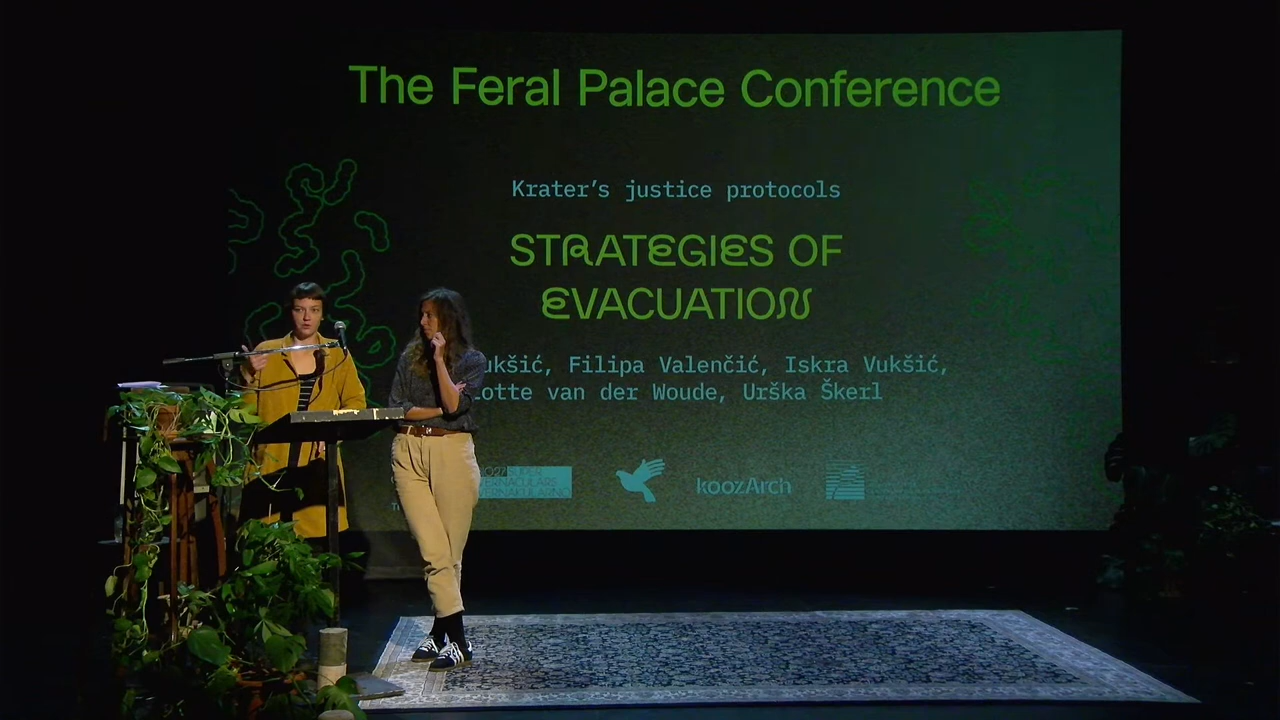 The Feral Palace Conference
Krater's justice protocols
STRATEGIES OF
EVACUATION
ukšić, Filipa Valenčić, Iskra Vukšić,
lotte van der Woude, Urška Škerl
koozArch